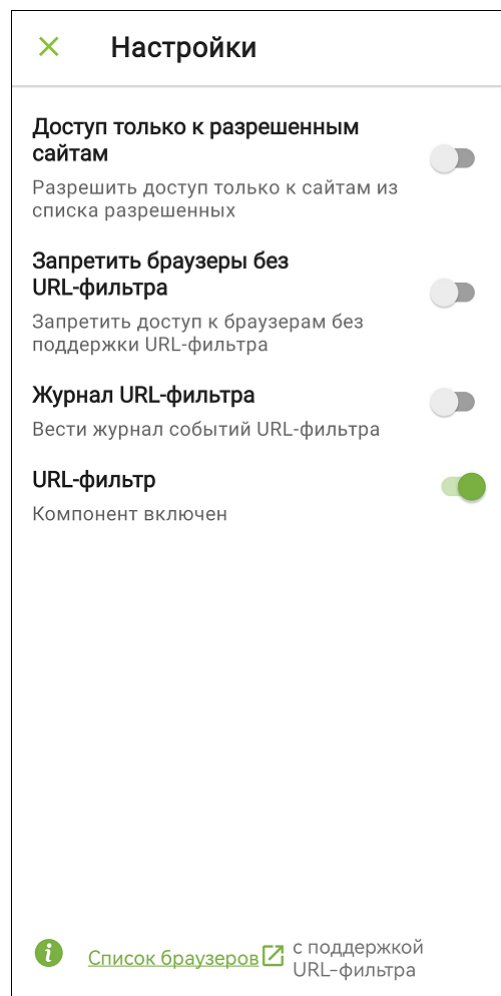 Настройки
Доступ только к разрешенным
сайтам
Разрешить доступ только к сайтам из
списка разрешенных
Запретить браузеры без
URL-фильтра
Запретить доступ к браузерам без
поддержки URL-фильтра
Журнал URL-фильтра
Вести журнал событий URL-фильтра
URL-фильтр
Компонент включен
Список браузеров с поддержкой
URL-фильтра